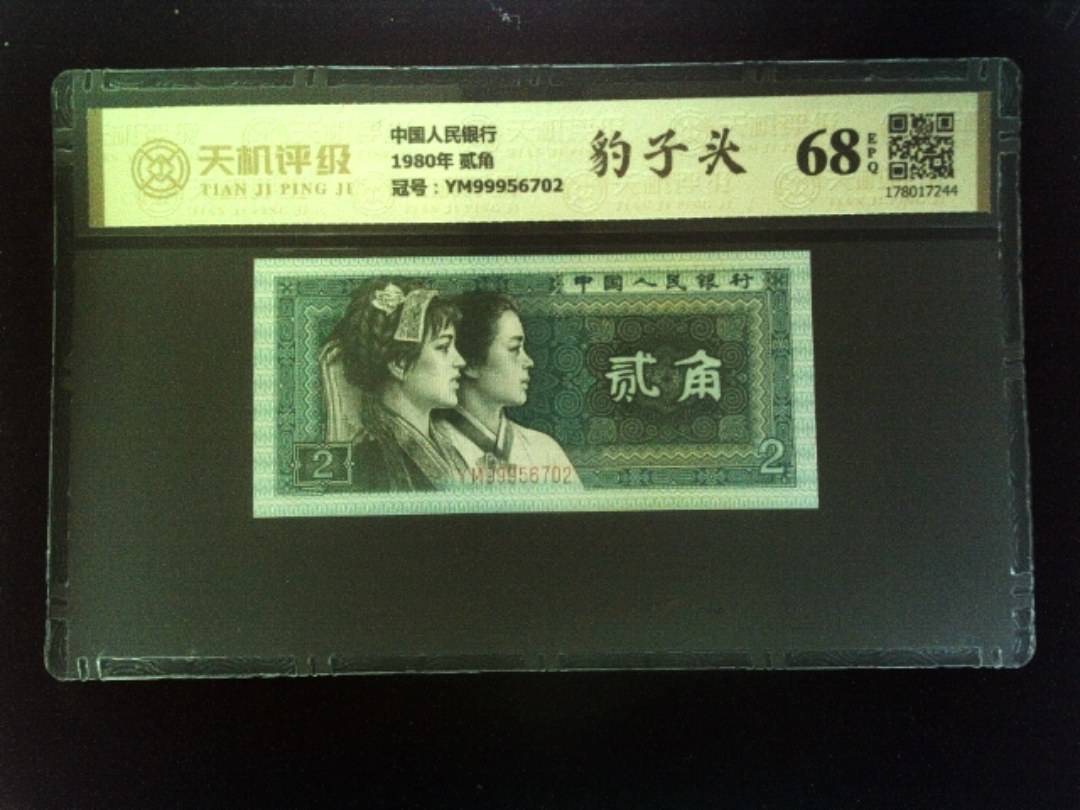 天机评级
TIAN JI PING JI
中国人民银行
1980年 贰角
冠号：YM99956702
豹子头
68
EPQ
178017244
中国人民银行
贰角
2
2
YM99956702